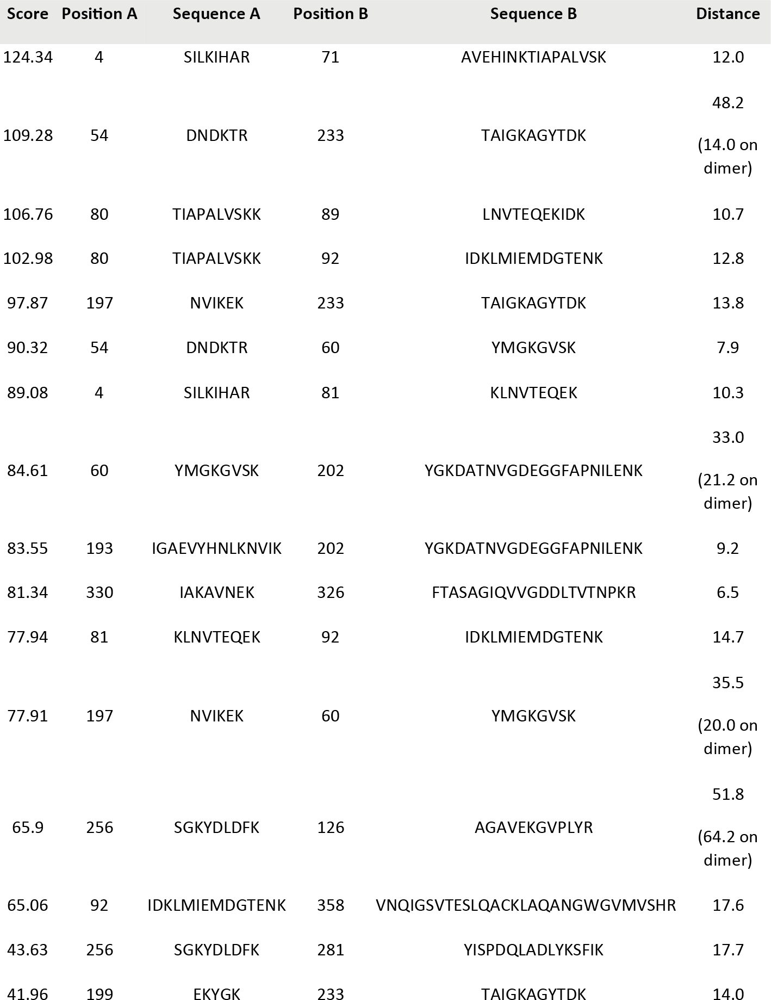 Score Position A Sequence A Position B Sequence B Distance
124.34 4 SILKIHAR 71 AVEHINKTIAPALVSK 12.0
48.2
109.28 54 DNDKTR 233 TAIGKAGYTDK
(14.0 on
dimer)
106.76 80 TIAPALVSKK 89 LNVTEQEKIDK 10.7
102.98 80 TIAPALVSKK 92 IDKLMIEMDGTENK 12.8
97.87 197 NVIKEK 233 TAIGKAGYTDK 13.8
90.32 54 DNDKTR 60 YMGKGVSK 7.9
89.08 4 SILKIHAR 81 KLNVTEQEK 10.3
33.0
84.61 60 YMGKGVSK 202 YGKDATNVGDEGGFAPNILENK
(21.2 on
dimer)
83.55 193 IGAEVYHNLKNVIK 202 YGKDATNVGDEGGFAPNILENK 9.2
81.34 330 IAKAVNEK 326 FTASAGIQVVGDDLTVTNPKR 6.5
77.94 81 KLNVTEQEK 92 IDKLMIEMDGTENK 14.7
35.5
77.91 197 NVIKEK 60 YMGKGVSK
(20.0 on
dimer)
51.8
65.9 256 SGKYDLDFK 126 AGAVEKGVPLYR
(64.2 on
dimer)
65.06 92 IDKLMIEMDGTENK 358 VNQIGSVTESLQACKLAQANGWGVMVSHR 17.6
43.63 256 SGKYDLDFK 281 YISPDQLADLYKSFIK 17.7
41.96 199 EKYGK 233 TAIGKAGYTDK 14.0